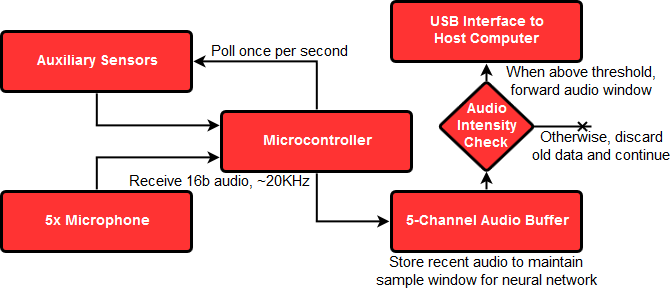 Auxiliary Sensors
Poll once per second
Microcontroller
Receive 16b audio, ~20KHz
5x Microphone
USB Interface to
Host Computer
When above threshold,
forward audio window
Audio
Intensity
Check
Otherwise, discard
old data and continue
5-Channel Audio Buffer
Store recent audio to maintain
sample window for neural network